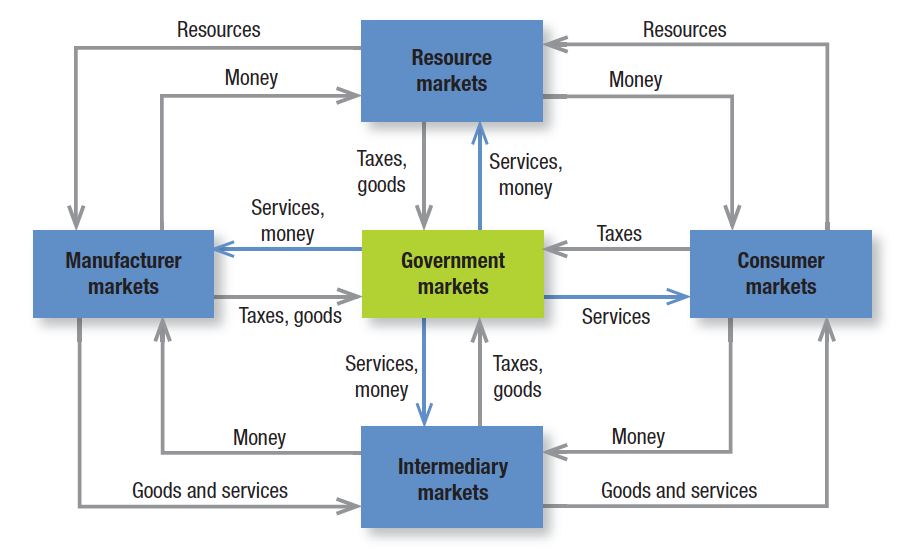 Resources
Resources
Resource
markets
Money
Money
Taxes,
goods
Services,
money
Services,
money
Taxes
Manufacturer
markets
Government
markets
Consumer
markets
Taxes, goods
Services
Services,
money
Taxes,
goods
Money
Money
Intermediary
markets
Goods and services
Goods and services